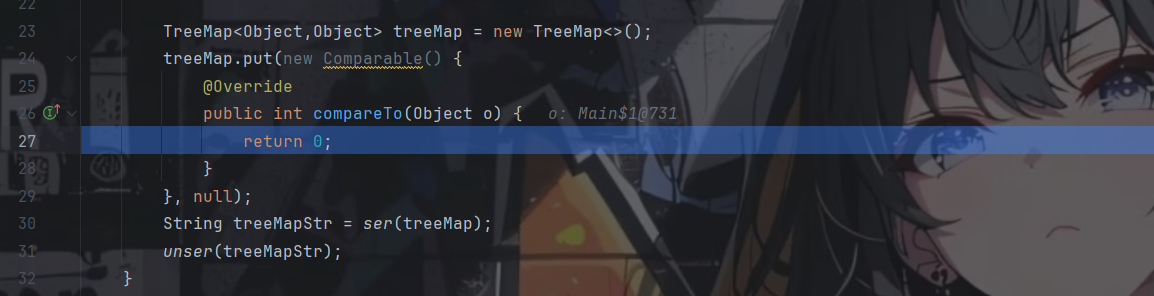 22
23 TreeMap<Object,Object> treeMap = new TreeMap<>();
24 treeMap.put(new Comparable() {
25 @Override
26 public int compareTo(Object o) { o: Main$1@731
27 return 0;
28 }
29 }, null);
30 String treeMapStr = ser(treeMap);
31 unser(treeMapStr);
32 }